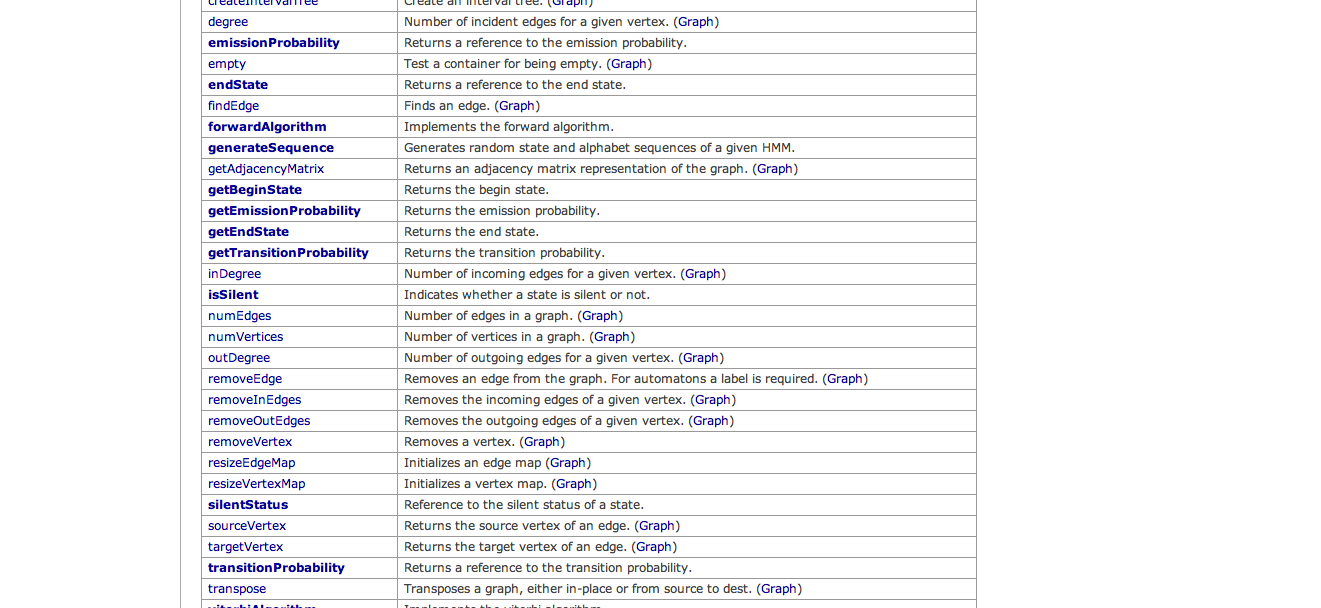 createIntervalTree Create an interval tree. (Graph)
degree Number of incident edges for a given vertex. (Graph)
emissionProbability Returns a reference to the emission probability.
empty Test a container for being empty. (Graph)
endState Returns a reference to the end state.
findEdge Finds an edge. (Graph)
forwardAlgorithm Implements the forward algorithm.
generateSequence Generates random state and alphabet sequences of a given HMM.
getAdjacencyMatrix Returns an adjacency matrix representation of the graph. (Graph)
getBeginState Returns the begin state.
getEmissionProbability Returns the emission probability.
getEndState Returns the end state.
getTransitionProbability Returns the transition probability.
inDegree Number of incoming edges for a given vertex. (Graph)
isSilent Indicates whether a state is silent or not.
numEdges Number of edges in a graph. (Graph)
numVertices Number of vertices in a graph. (Graph)
outDegree Number of outgoing edges for a given vertex. (Graph)
removeEdge Removes an edge from the graph. For automatons a label is required. (Graph)
removeInEdges Removes the incoming edges of a given vertex. (Graph)
removeOutEdges Removes the outgoing edges of a given vertex. (Graph)
removeVertex Removes a vertex. (Graph)
resizeEdgeMap Initializes an edge map (Graph)
resizeVertexMap Initializes a vertex map. (Graph)
silentStatus Reference to the silent status of a state.
sourceVertex Returns the source vertex of an edge. (Graph)
targetVertex Returns the target vertex of an edge. (Graph)
transitionProbability Returns a reference to the transition probability.
transpose Transposes a graph, either in-place or from source to dest. (Graph)
viterbiAlgorithm Implements the viterbi algorithm.